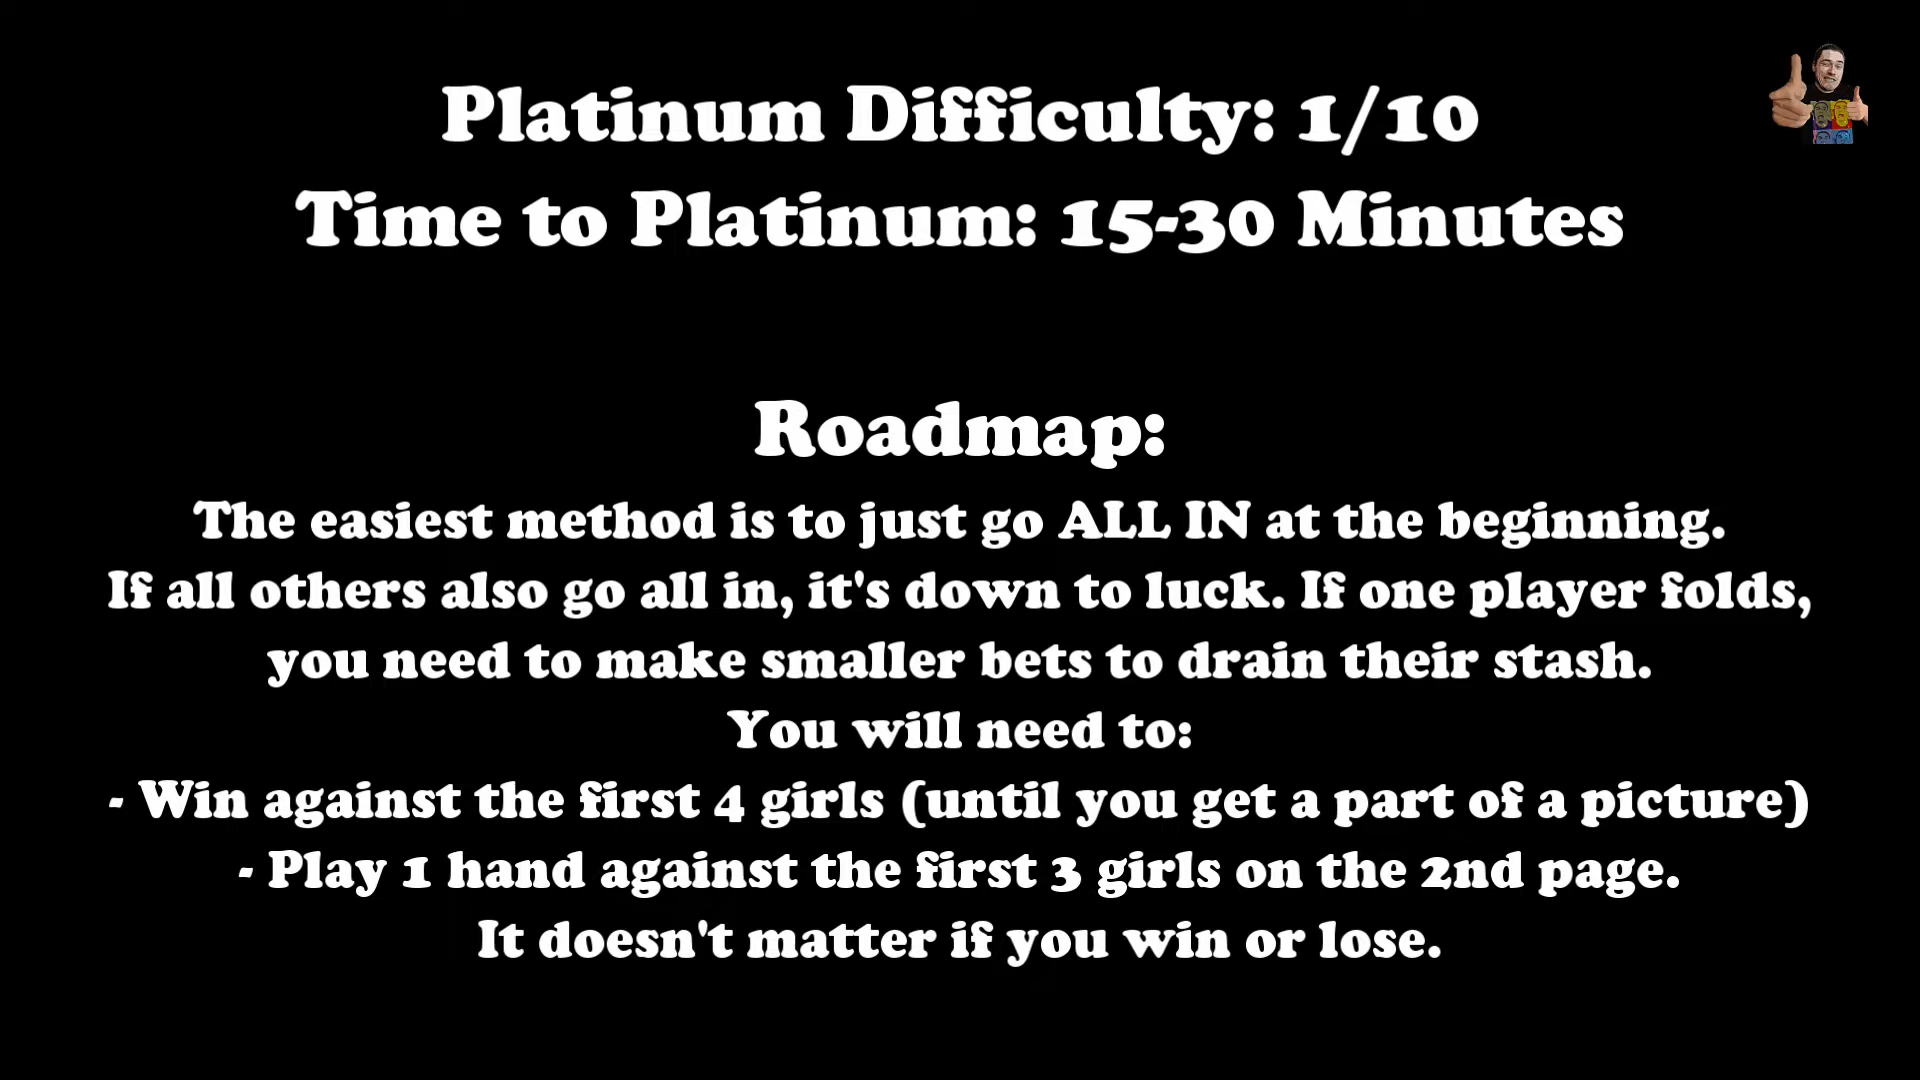 Platinum Difficulty: 1/10
Time to Platinum: 15-30 Minutes
Roadmap:
The easiest method is to just go ALL IN at the beginning.
If all others also go all in, it's down to luck. If one player folds,
you need to make smaller bets to drain their stash.
You will need to:
- Win against the first 4 girls (until you get a part of a picture)
- Play 1 hand against the first 3 girls on the 2nd page.
It doesn't matter if you win or lose.